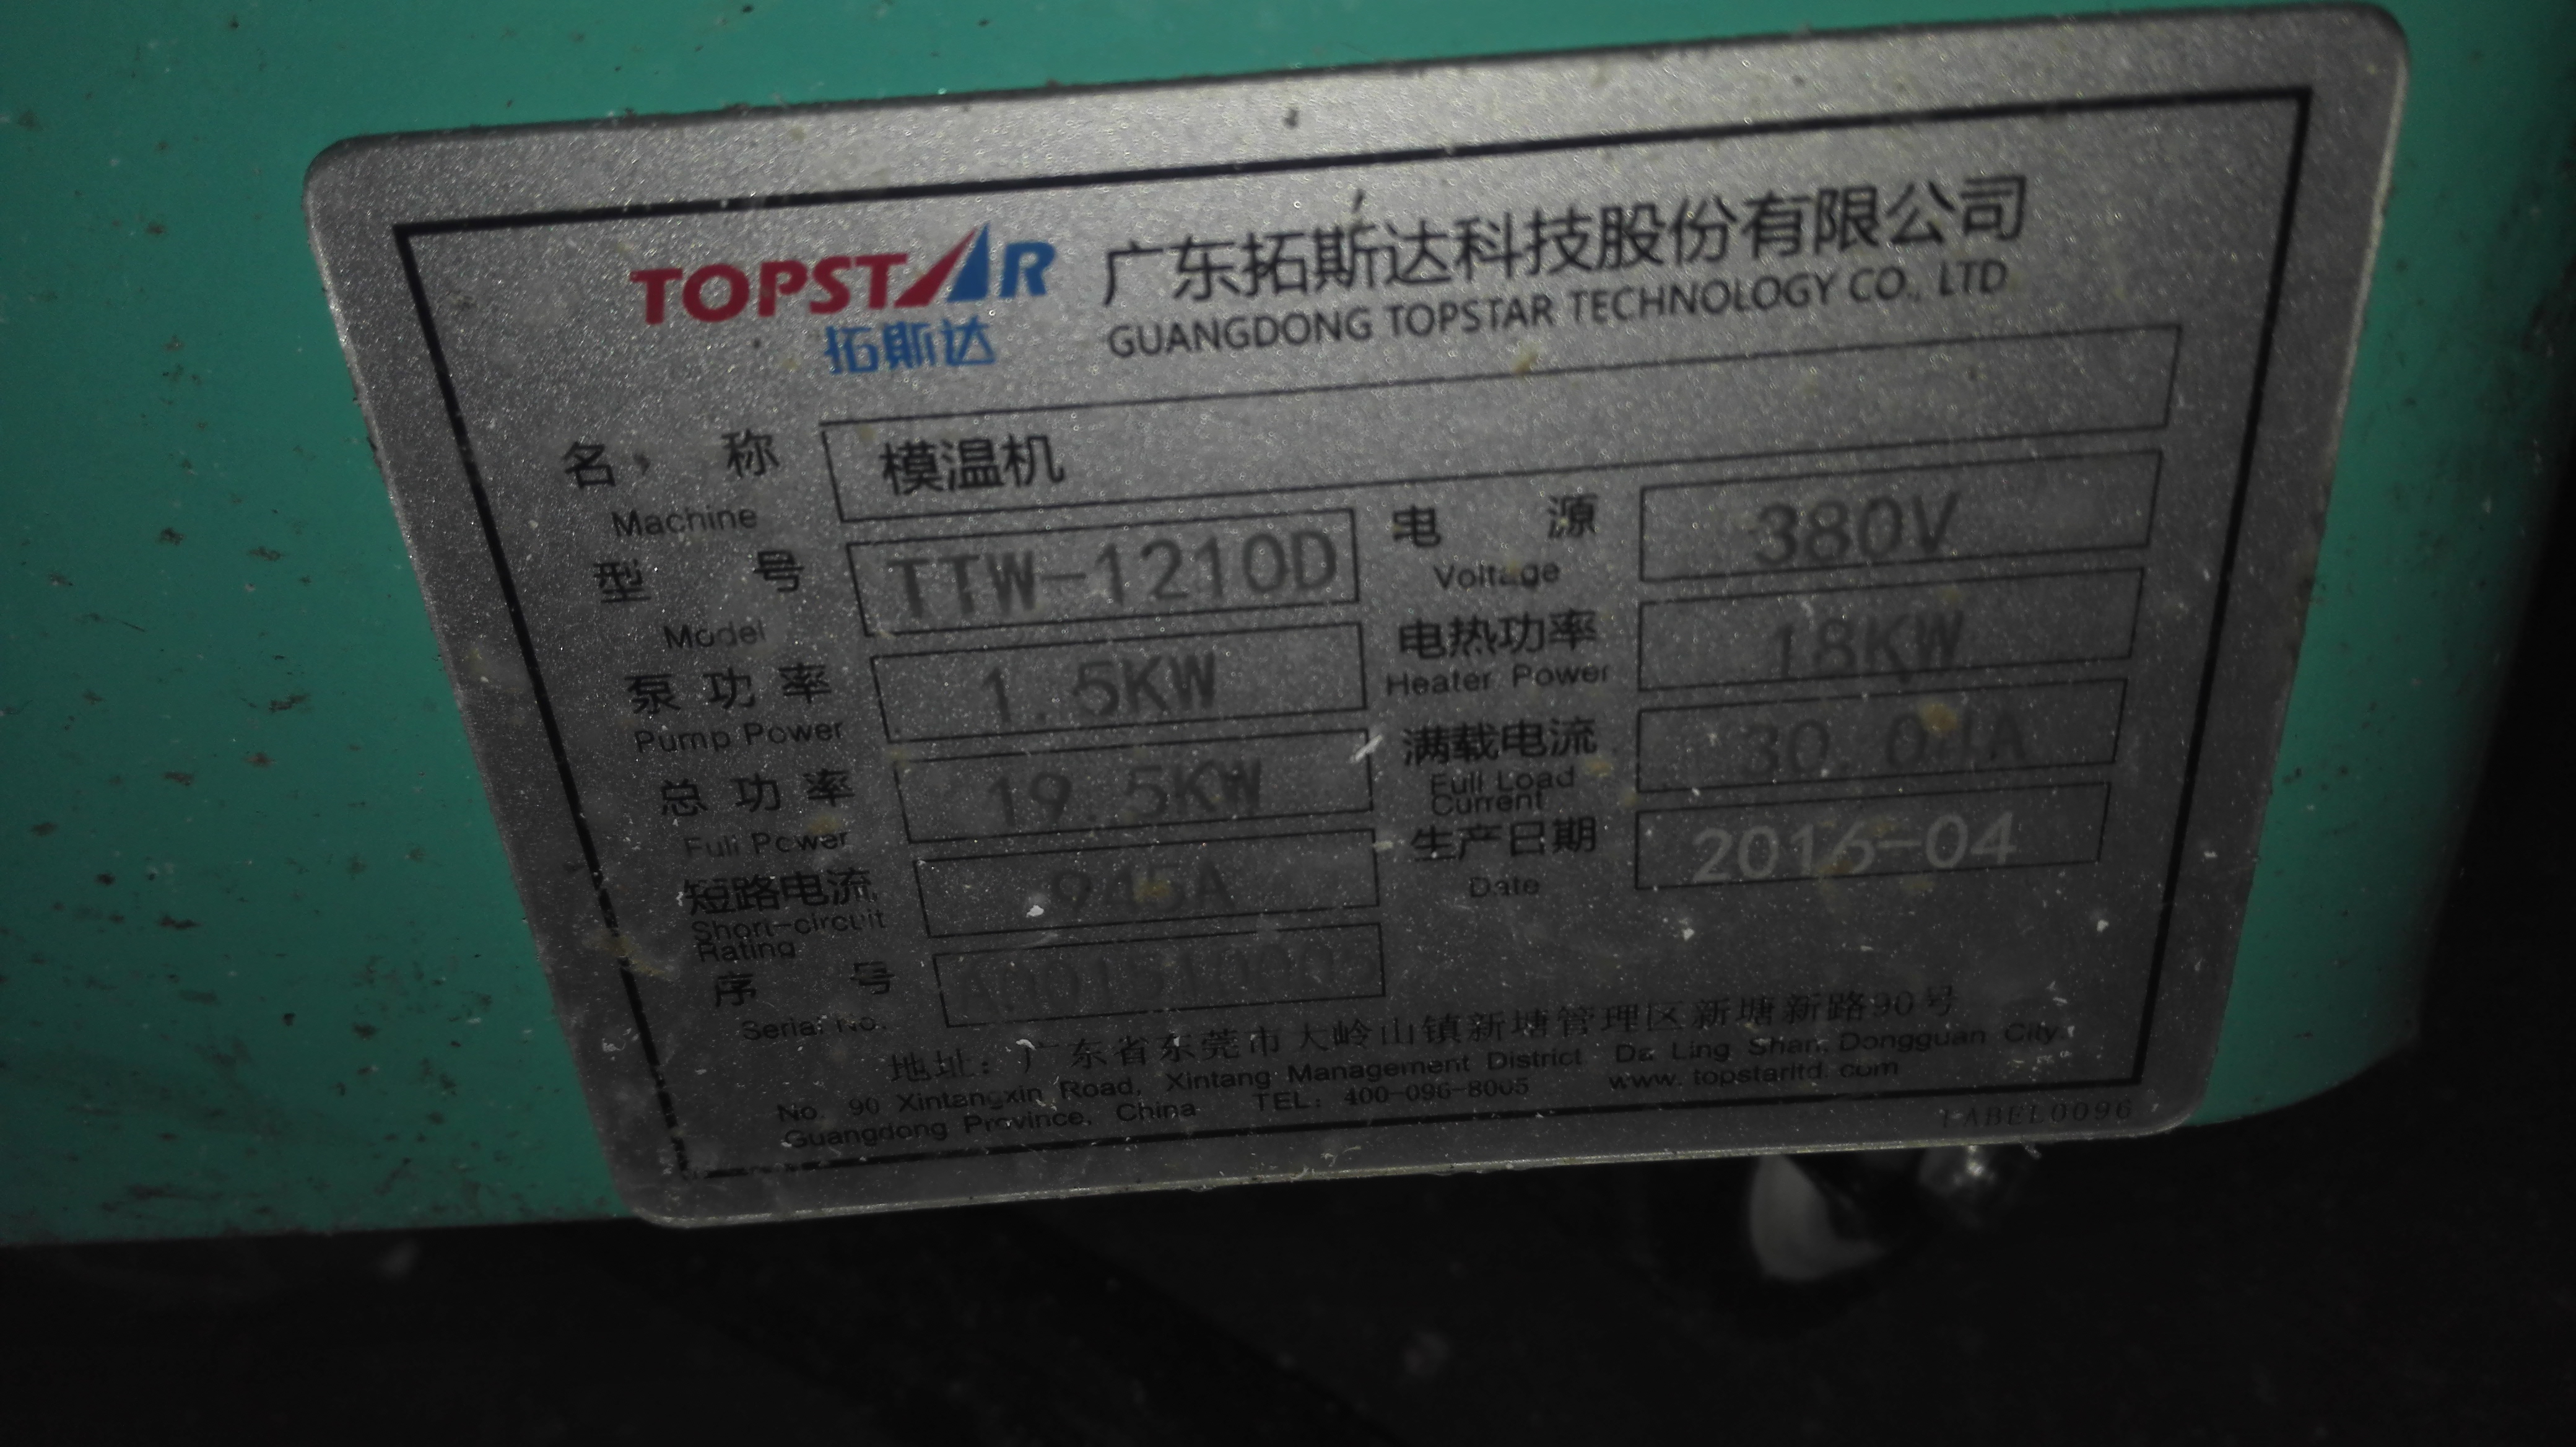 TOPSTAR 广东拓斯达科技股份有限公司
拓斯达 GUANGDONG TOPSTAR TECHNOLOGY CO., LTD
名 称 模温机
Machine
型 号 TTW-1210D 电 源 380V
Model Voltage
泵功率 1.5KW 电热功率 18KW
Pump Power Heater Power
总功率 19.5KW 满载电流
Full Power Full Load Current
短路电流 945A 生产日期 2016-04
Short-circuit Rating Date
序 号
Serial No.
地址：广东省东莞市大岭山镇新塘管理区新塘新路90号
No. 90 Xintangxin Road, Xintang Management District Da Ling Shan, Dongguan City
Guangdong Province, China TEL: 400-096-8005 www.topstarltd.com
LABEL0096